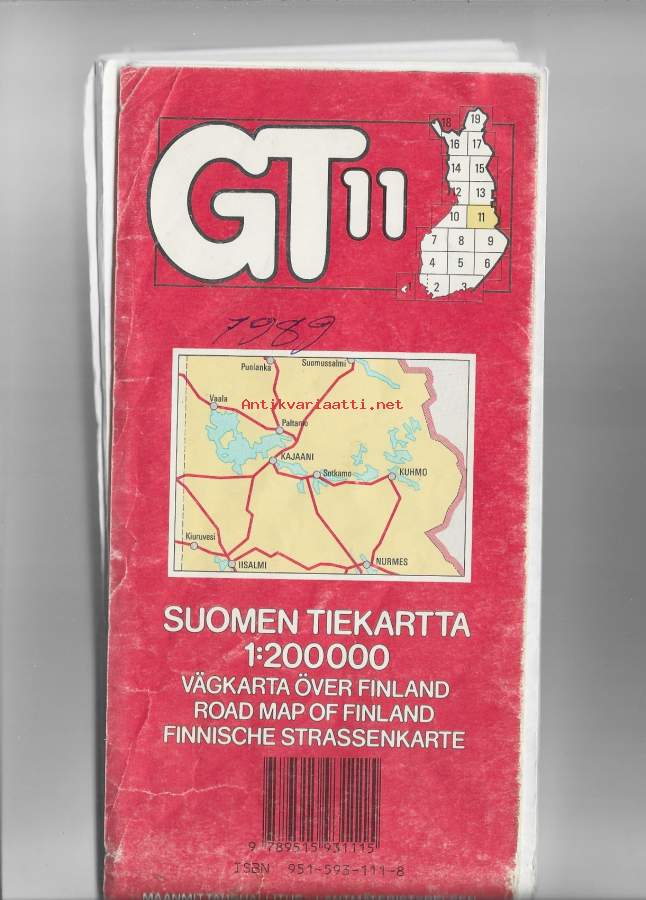 GT 11
18 19
16 17
14 15
12 13
10 11
7 8 9
4 5 6
1 2 3
1989
Puolanka Suomussalmi
Vaala
Antikvariaatti.net
Paltamo
KAJAANI
Sotkamo KUHMO
Kiuruvesi
IISALMI NURMES
SUOMEN TIEKARTTA
1:200000
VÄGKARTA ÖVER FINLAND
ROAD MAP OF FINLAND
FINNISCHE STRASSENKARTE
9 789515 931115
ISBN 951-593-111-8